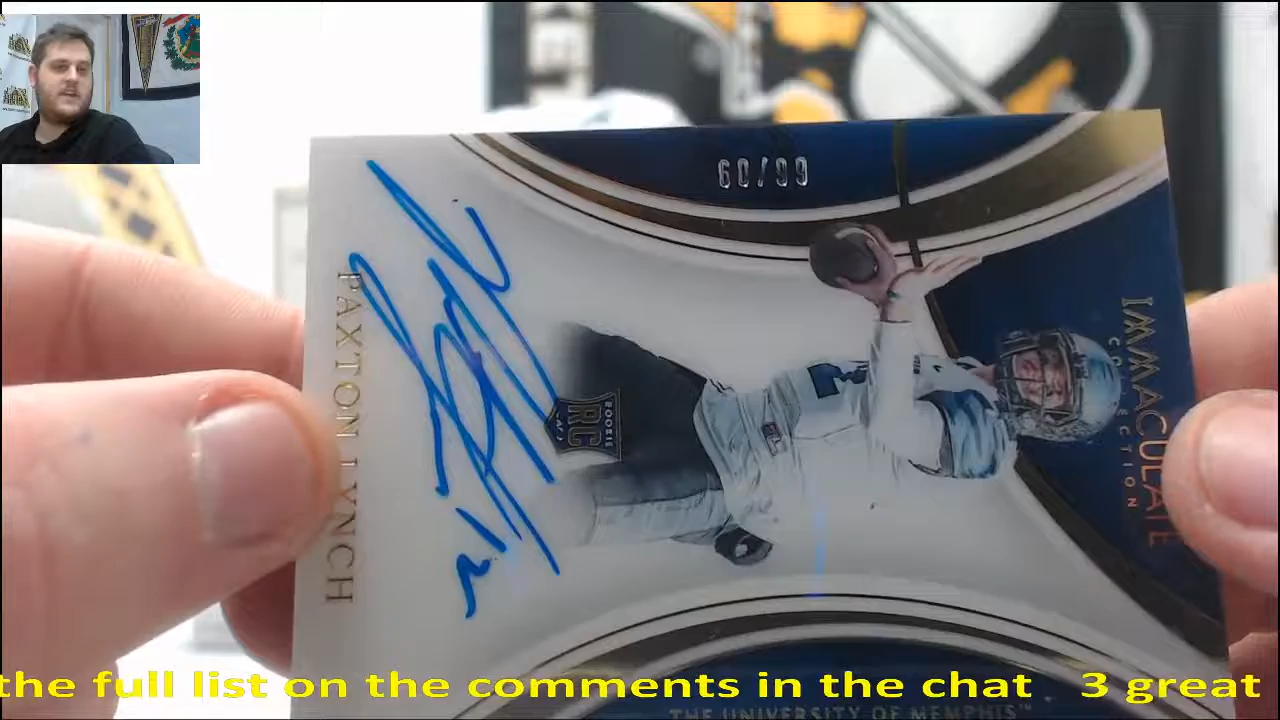 60/99
IMMACULATE
COLLECTION
ROOKIE
RC
PAXTON LYNCH
THE UNIVERSITY OF MEMPHIS™
the full list on the comments in the chat 3 great